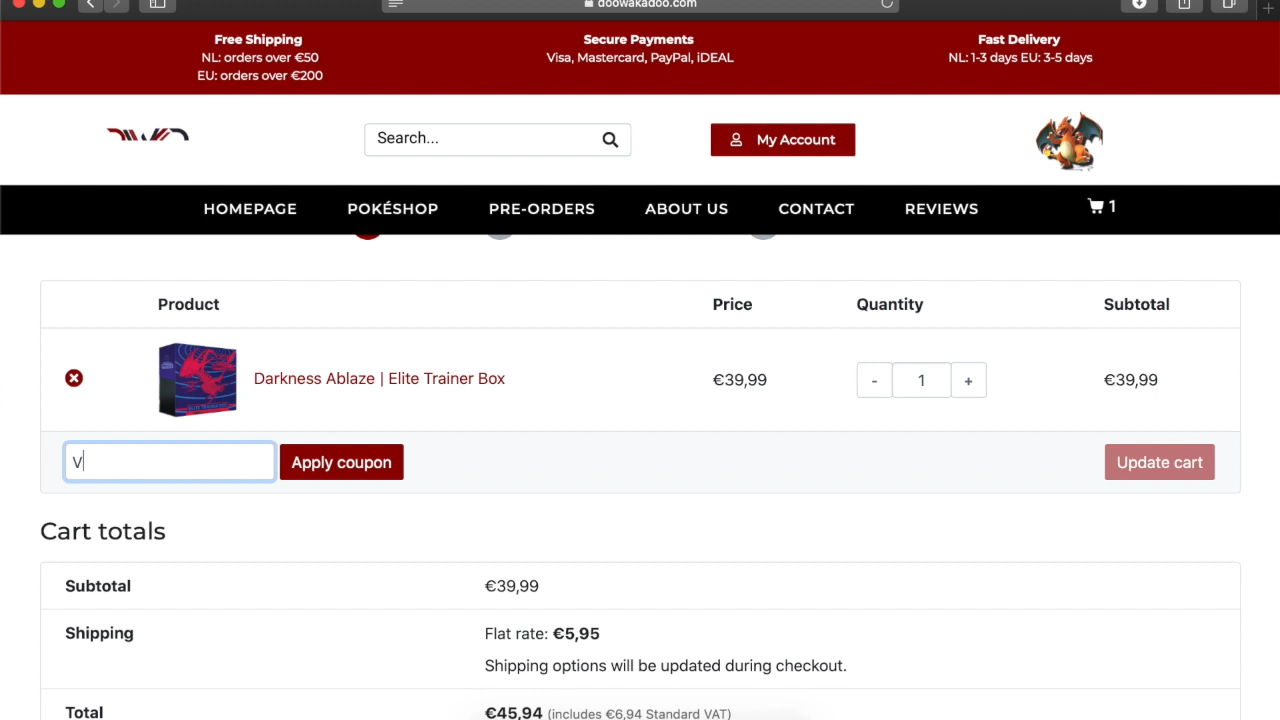 doowakadoo.com
Free Shipping
NL: orders over €50
EU: orders over €200
Secure Payments
Visa, Mastercard, PayPal, iDEAL
Fast Delivery
NL: 1-3 days EU: 3-5 days
Search...
My Account
HOMEPAGE POKÉSHOP PRE-ORDERS ABOUT US CONTACT REVIEWS 1
Product Price Quantity Subtotal
Darkness Ablaze | Elite Trainer Box €39,99 - 1 + €39,99
V Apply coupon Update cart
Cart totals
Subtotal €39,99
Shipping Flat rate: €5,95
Shipping options will be updated during checkout.
Total €45,94 (includes €6,94 Standard VAT)